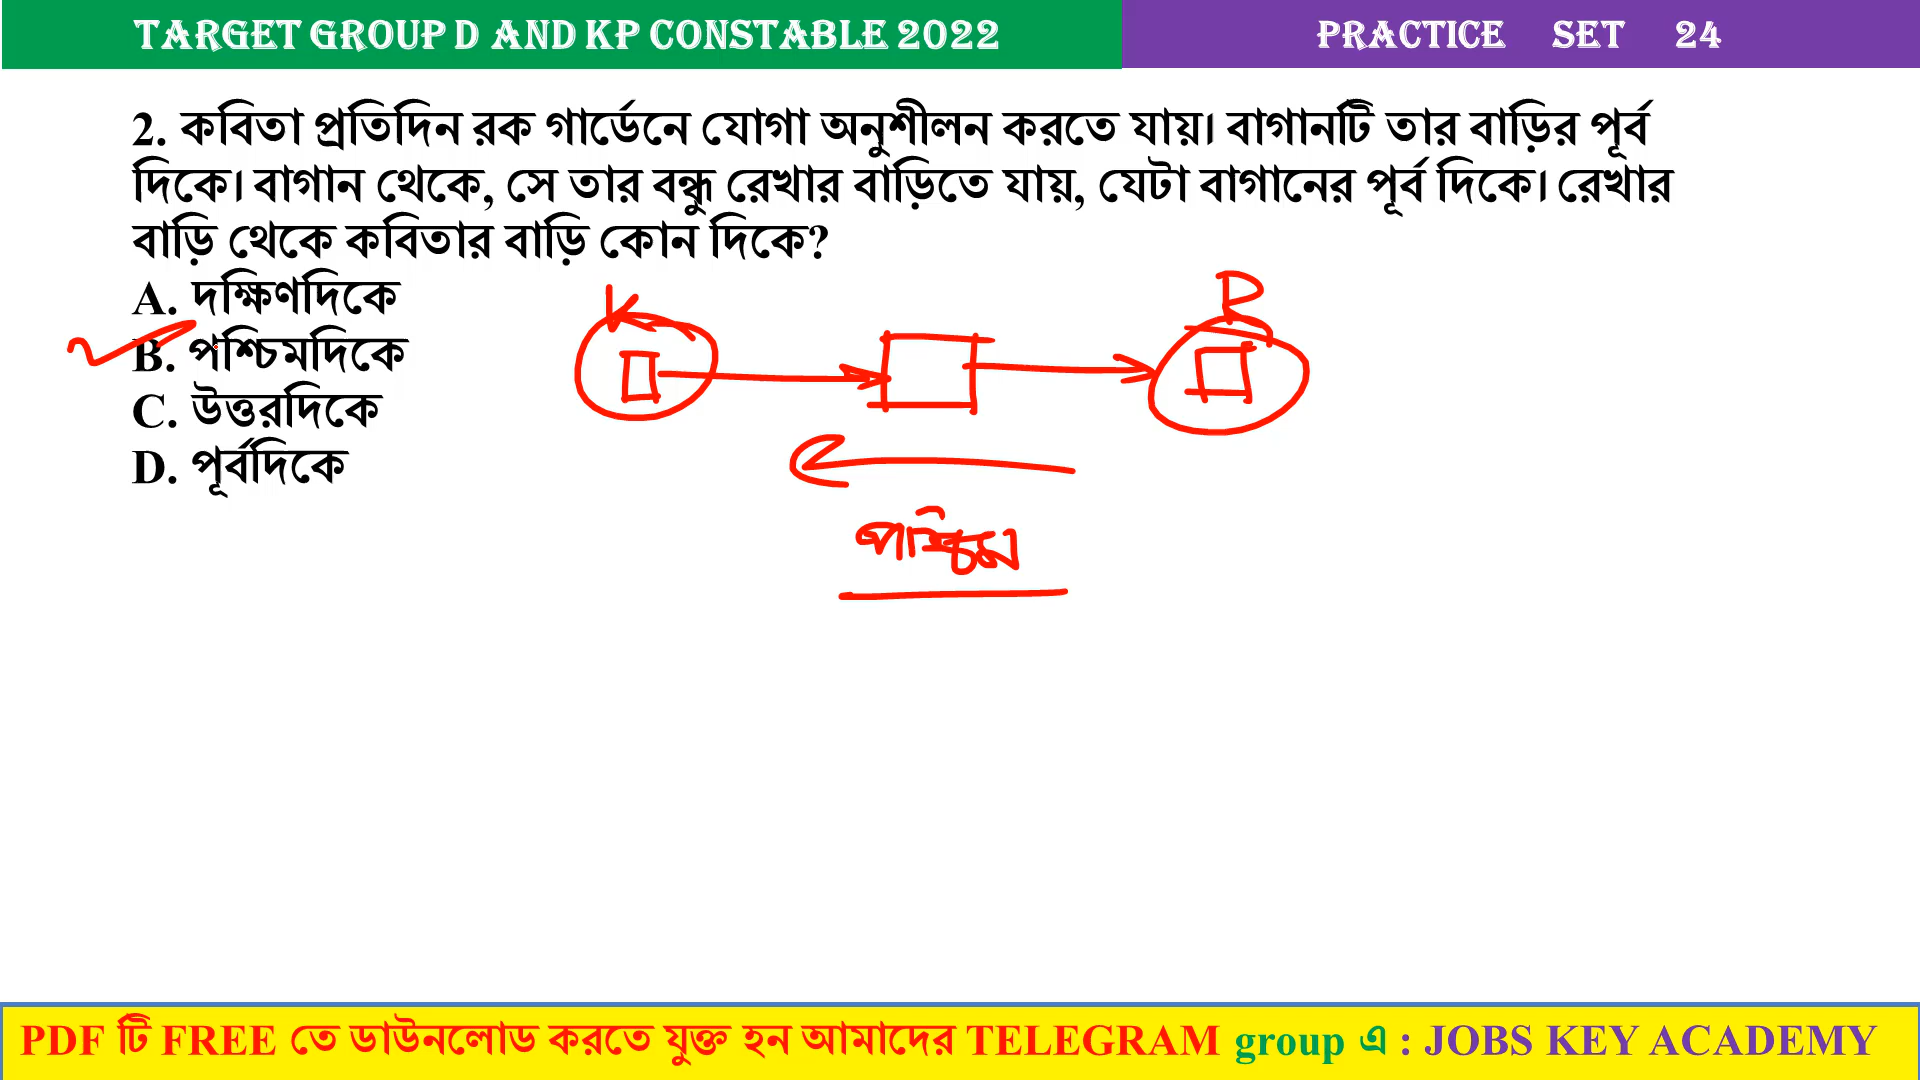 TARGET GROUP D AND KP CONSTABLE 2022 PRACTICE SET 24
2. কবিতা প্রতিদিন রক গার্ডেনে যোগা অনুশীলন করতে যায়। বাগানটি তার বাড়ির পূর্ব
দিকে। বাগান থেকে, সে তার বন্ধু রেখার বাড়িতে যায়, যেটা বাগানের পূর্ব দিকে। রেখার
বাড়ি থেকে কবিতার বাড়ি কোন দিকে?
A. দক্ষিণদিকে
B. পশ্চিমদিকে
C. উত্তরদিকে
D. পূর্বদিকে
K R
পশ্চিম
PDF টি FREE তে ডাউনলোড করতে যুক্ত হন আমাদের TELEGRAM group এ : JOBS KEY ACADEMY